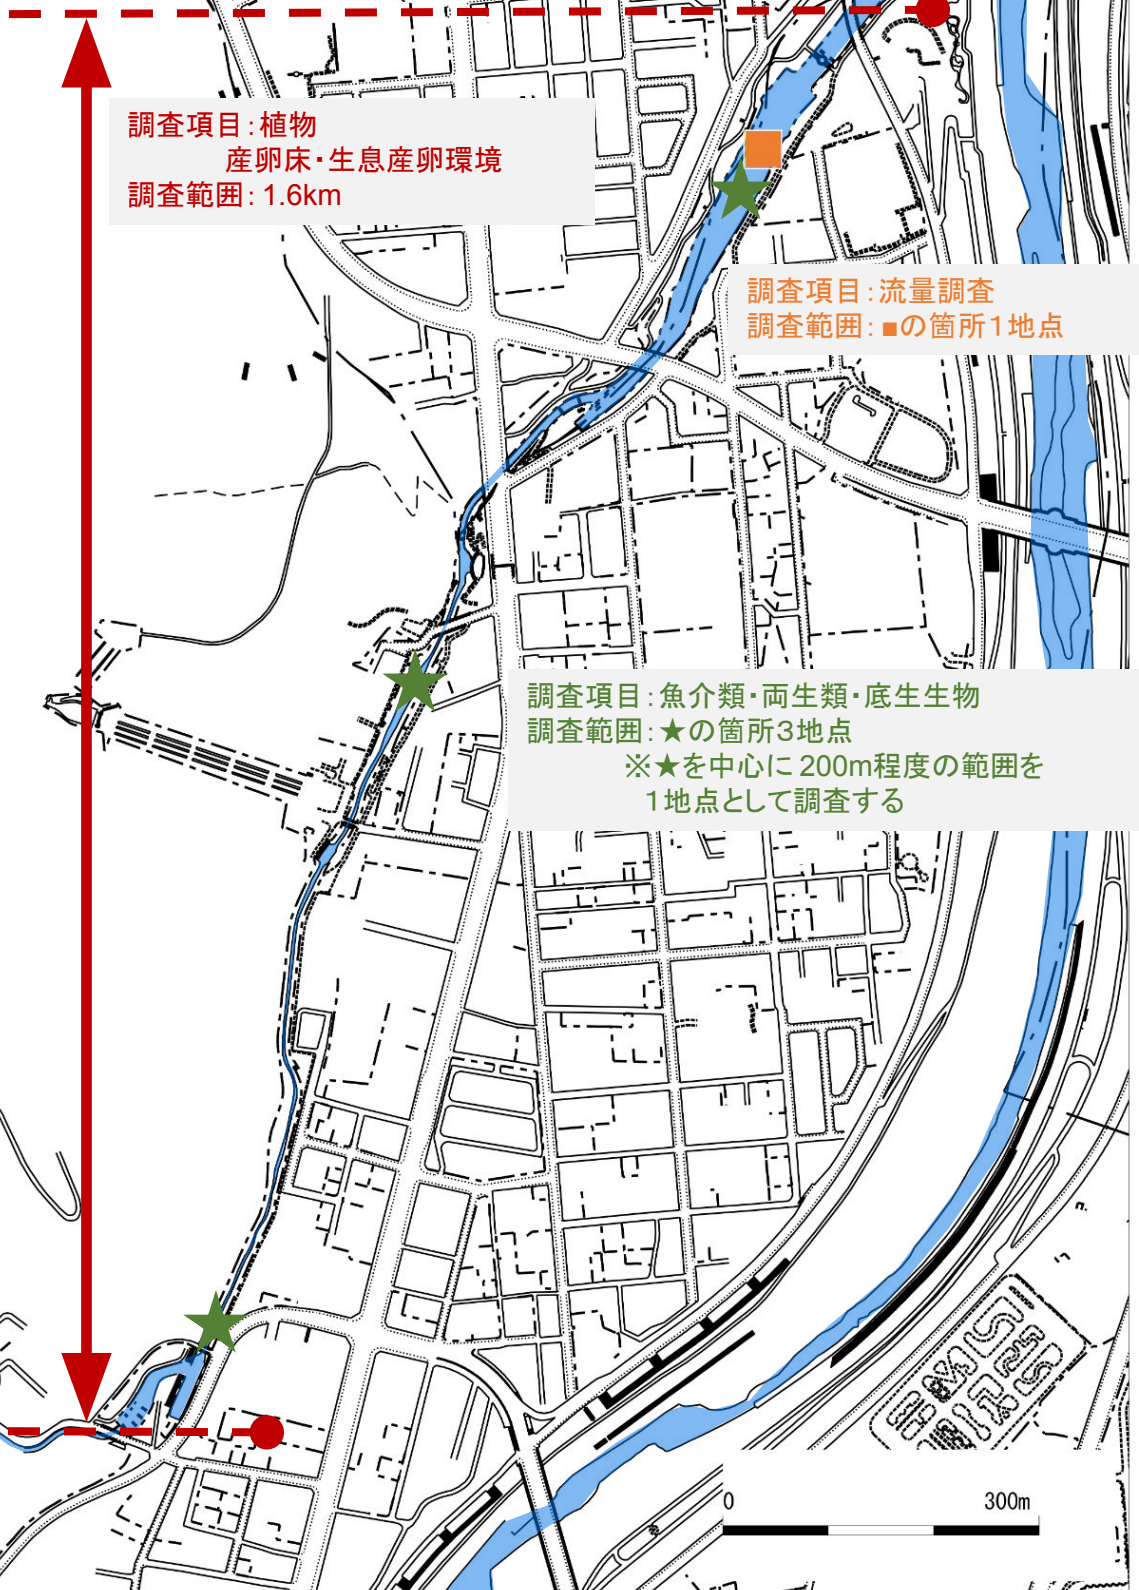 調査項目:植物
産卵床・生息産卵環境
調査範囲:1.6km
調査項目:流量調査
調査範囲:■の箇所1地点
調査項目:魚介類・両生類・底生生物
調査範囲:★の箇所3地点
※★を中心に200m程度の範囲を
1地点として調査する
0 300m